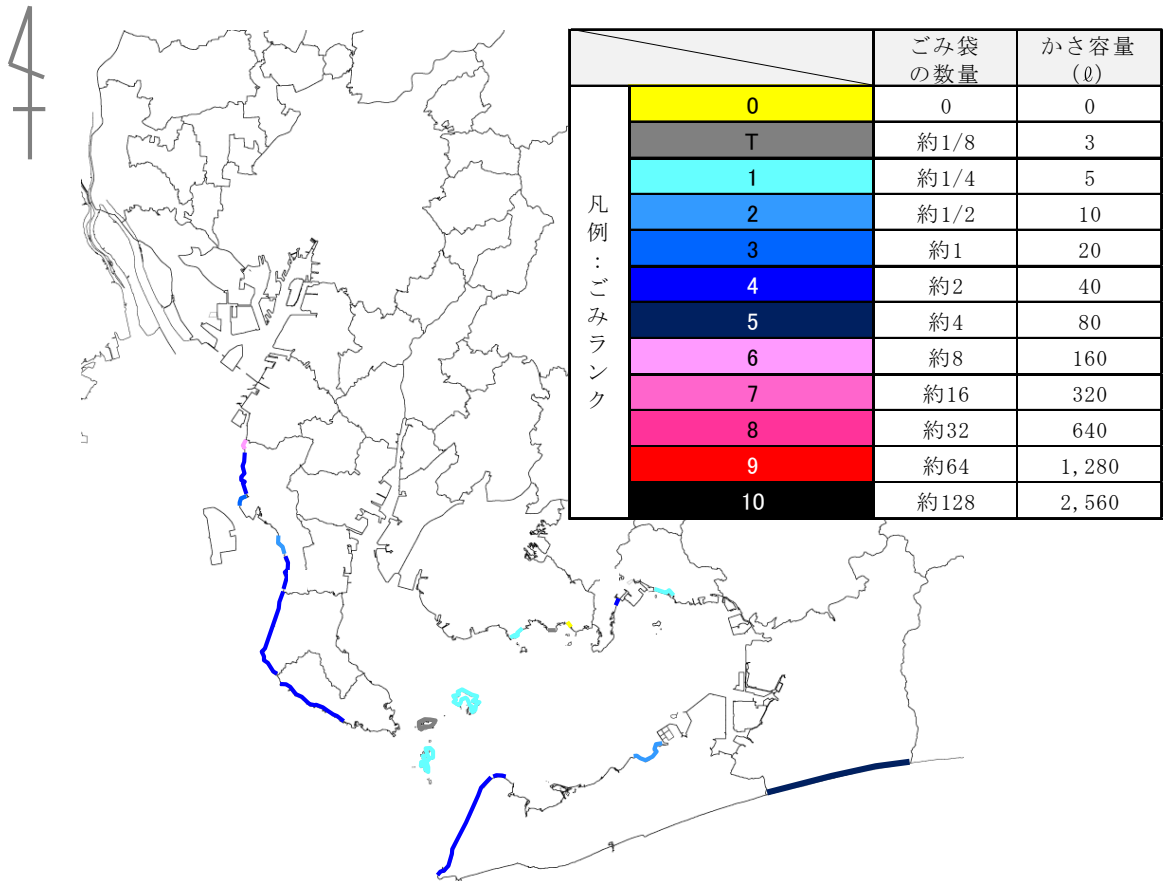 ごみ袋 かさ容量
の数量 (ℓ)
凡例：ごみランク
0 0 0
T 約1/8 3
1 約1/4 5
2 約1/2 10
3 約1 20
4 約2 40
5 約4 80
6 約8 160
7 約16 320
8 約32 640
9 約64 1,280
10 約128 2,560